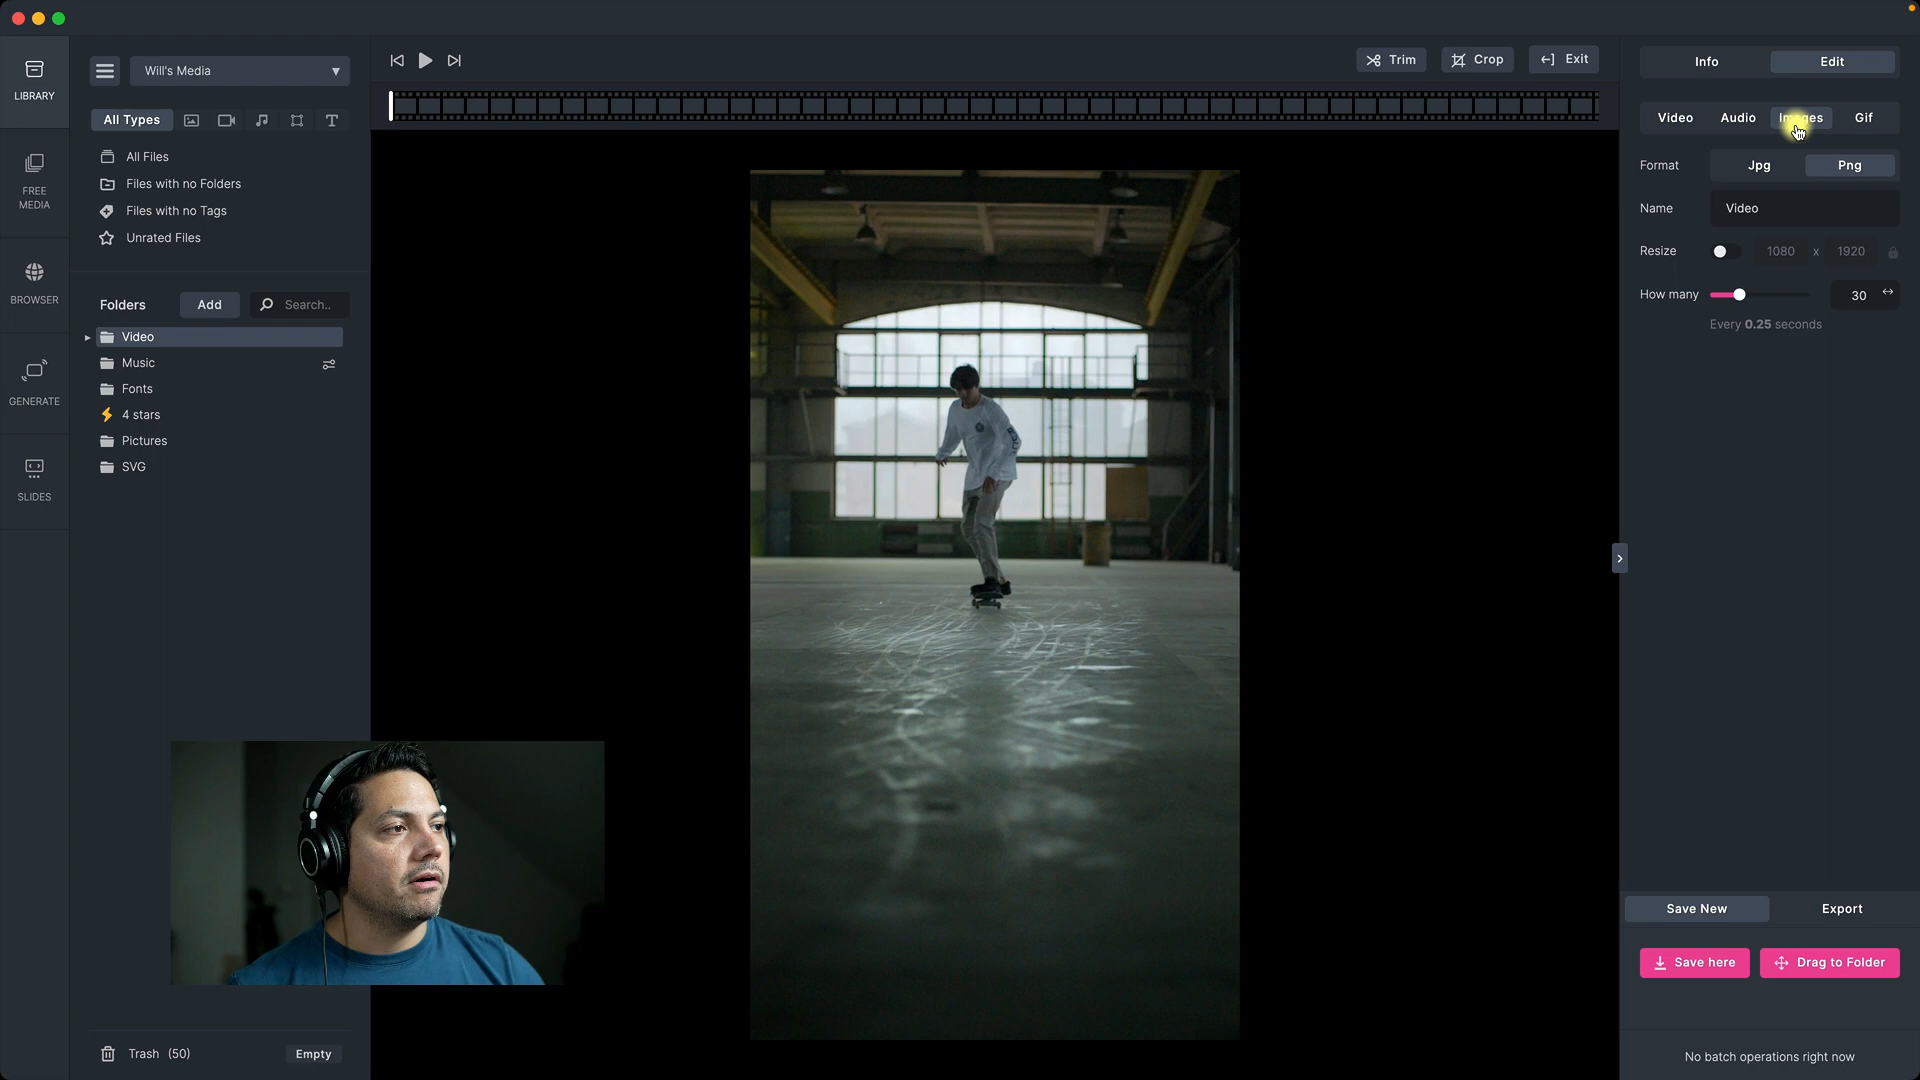 LIBRARY
FREE
MEDIA
BROWSER
GENERATE
SLIDES
Will's Media
All Types
All Files
Files with no Folders
Files with no Tags
Unrated Files
Folders
Add
Search..
Video
Music
Fonts
4 stars
Pictures
SVG
Trash (50)
Empty
Trim
Crop
Exit
Info
Edit
Video
Audio
Images
Gif
Format
Jpg
Png
Name
Video
Resize
1080 x 1920
How many
30
Every 0.25 seconds
Save New
Export
Save here
Drag to Folder
No batch operations right now